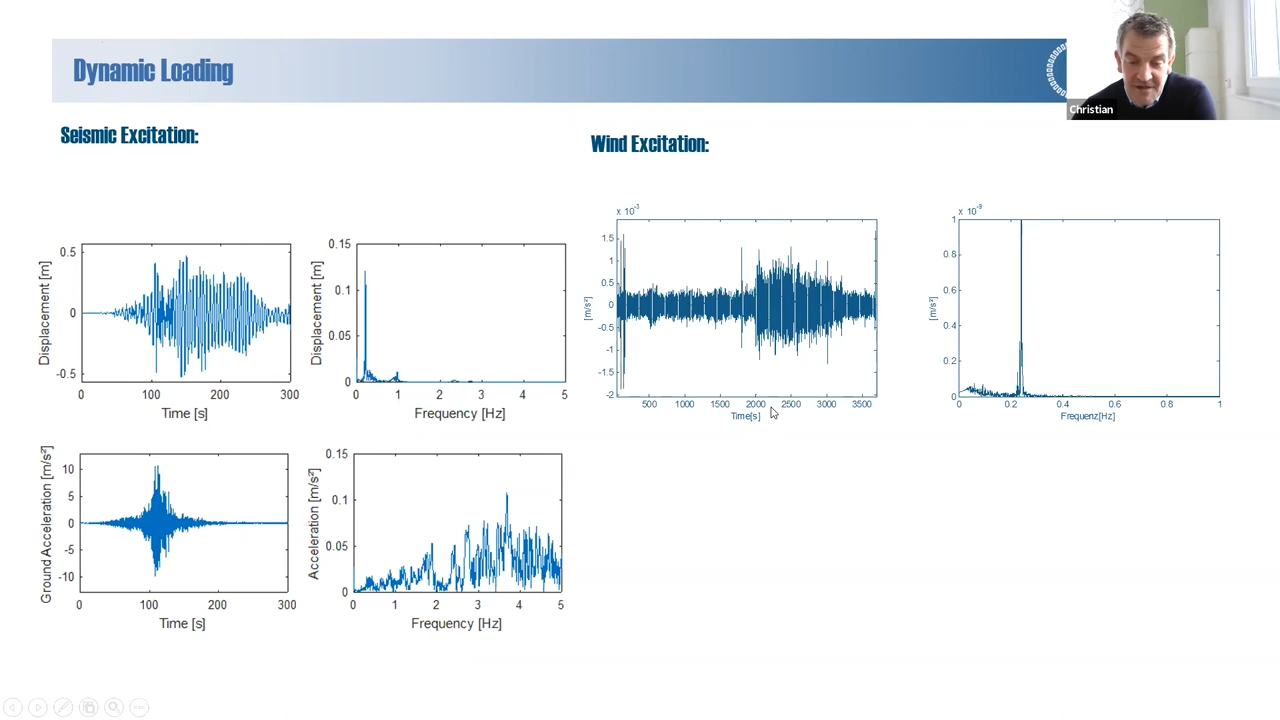 Dynamic Loading
Christian
Seismic Excitation:
Wind Excitation:
Displacement [m]
0.5
0
-0.5
0 100 200 300
Time [s]
Displacement [m]
0.15
0.1
0.05
0
0 1 2 3 4 5
Frequency [Hz]
x 10⁻³
[m/s²]
1.5
1
0.5
0
-0.5
-1
-1.5
-2
500 1000 1500 2000 2500 3000 3500
Time[s]
x 10⁻⁹
[m/s²]
1
0.8
0.6
0.4
0.2
0
0 0.2 0.4 0.6 0.8 1
Frequenz[Hz]
Ground Acceleration [m/s²]
10
5
0
-5
-10
0 100 200 300
Time [s]
Acceleration [m/s²]
0.15
0.1
0.05
0
0 1 2 3 4 5
Frequency [Hz]